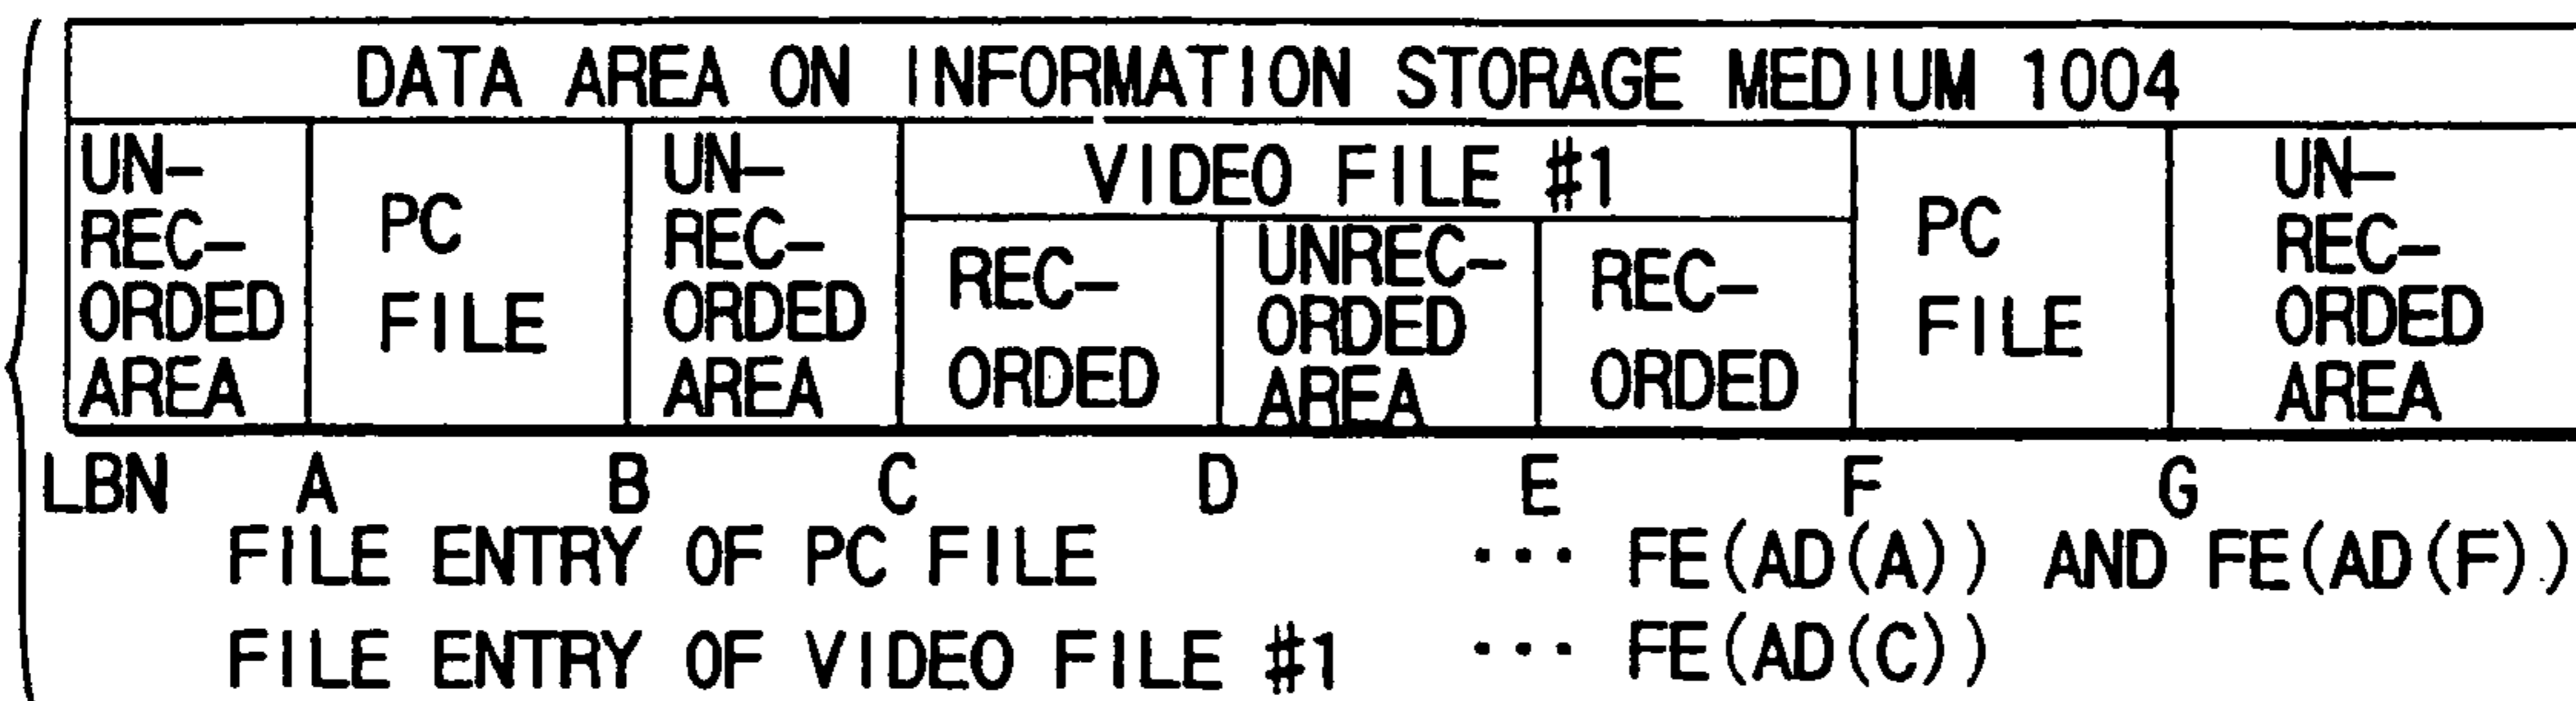 DATA AREA ON INFORMATION STORAGE MEDIUM 1004
UN-
REC-
ORDED
AREA
PC
FILE
UN-
REC-
ORDED
AREA
VIDEO FILE #1
REC-
ORDED
UNREC-
ORDED
AREA
REC-
ORDED
PC
FILE
UN-
REC-
ORDED
AREA
LBN A B C D E F G
FILE ENTRY OF PC FILE ··· FE(AD(A)) AND FE(AD(F))
FILE ENTRY OF VIDEO FILE #1 ··· FE(AD(C))